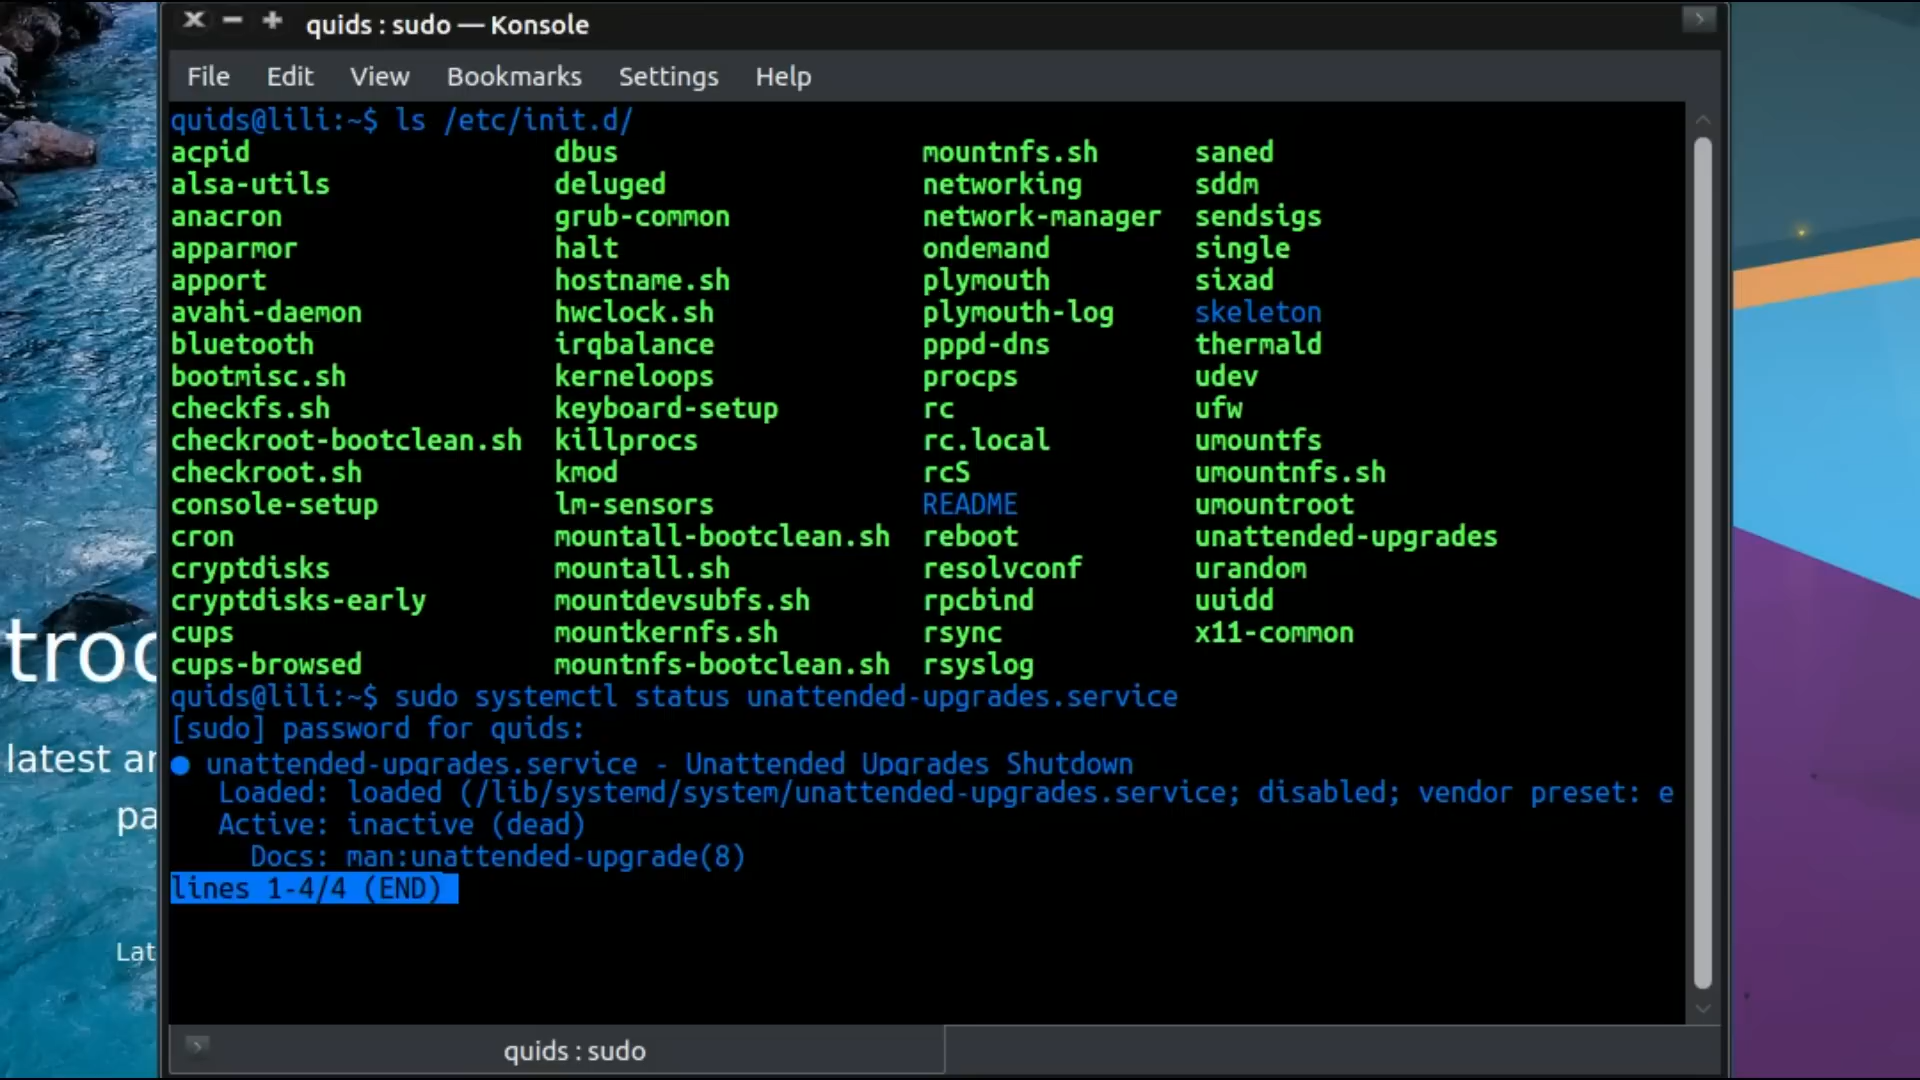 quids : sudo — Konsole
File Edit View Bookmarks Settings Help
quids@lili:~$ ls /etc/init.d/
acpid dbus mountnfs.sh saned
alsa-utils deluged networking sddm
anacron grub-common network-manager sendsigs
apparmor halt ondemand single
apport hostname.sh plymouth sixad
avahi-daemon hwclock.sh plymouth-log skeleton
bluetooth irqbalance pppd-dns thermald
bootmisc.sh kerneloops procps udev
checkfs.sh keyboard-setup rc ufw
checkroot-bootclean.sh killprocs rc.local umountfs
checkroot.sh kmod rcS umountnfs.sh
console-setup lm-sensors README umountroot
cron mountall-bootclean.sh reboot unattended-upgrades
cryptdisks mountall.sh resolvconf urandom
cryptdisks-early mountdevsubfs.sh rpcbind uuidd
cups mountkernfs.sh rsync x11-common
cups-browsed mountnfs-bootclean.sh rsyslog
quids@lili:~$ sudo systemctl status unattended-upgrades.service
[sudo] password for quids:
● unattended-upgrades.service - Unattended Upgrades Shutdown
Loaded: loaded (/lib/systemd/system/unattended-upgrades.service; disabled; vendor preset: e
Active: inactive (dead)
Docs: man:unattended-upgrade(8)
lines 1-4/4 (END)
quids : sudo
latest